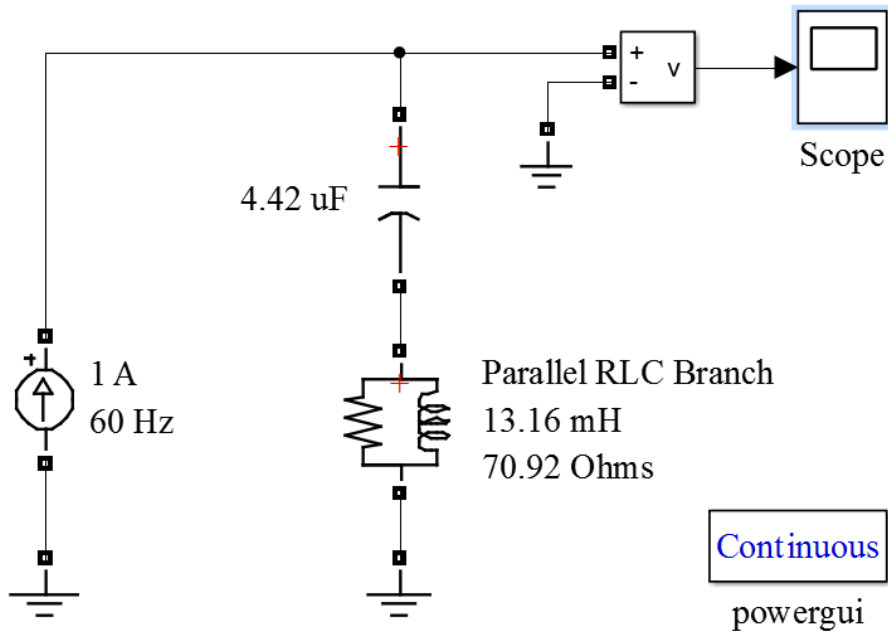 +
-
v
Scope
4.42 uF
+
1 A
60 Hz
Parallel RLC Branch
13.16 mH
70.92 Ohms
Continuous
powergui